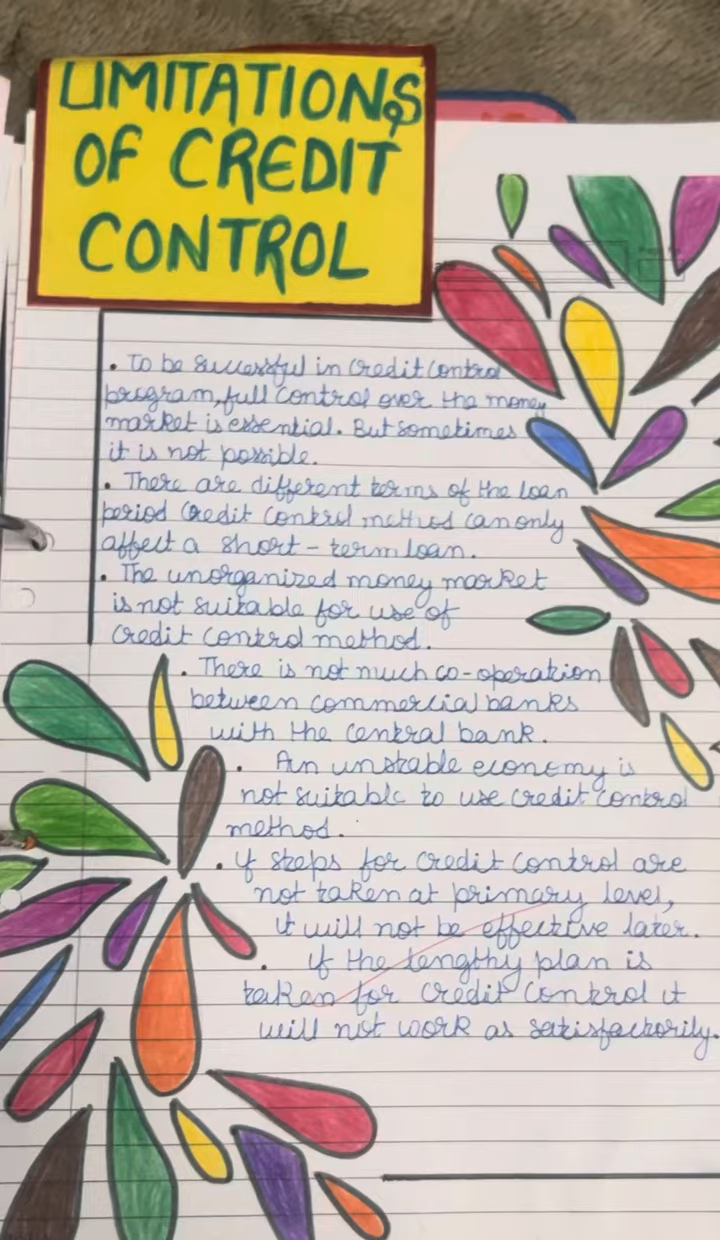 LIMITATIONS
OF CREDIT
CONTROL
• To be successful in credit control
program, full control over the money
market is essential. But sometimes
it is not possible.
• There are different terms of the loan
period credit control method can only
affect a short-term loan.
• The unorganized money market
is not suitable for use of
credit control method.
• There is not much co-operation
between commercial banks
with the central bank.
• An unstable economy is
not suitable to use credit control
method.
• If steps for credit control are
not taken at primary level,
it will not be effective later.
• If the lengthy plan is
taken for credit control it
will not work as satisfactorily.